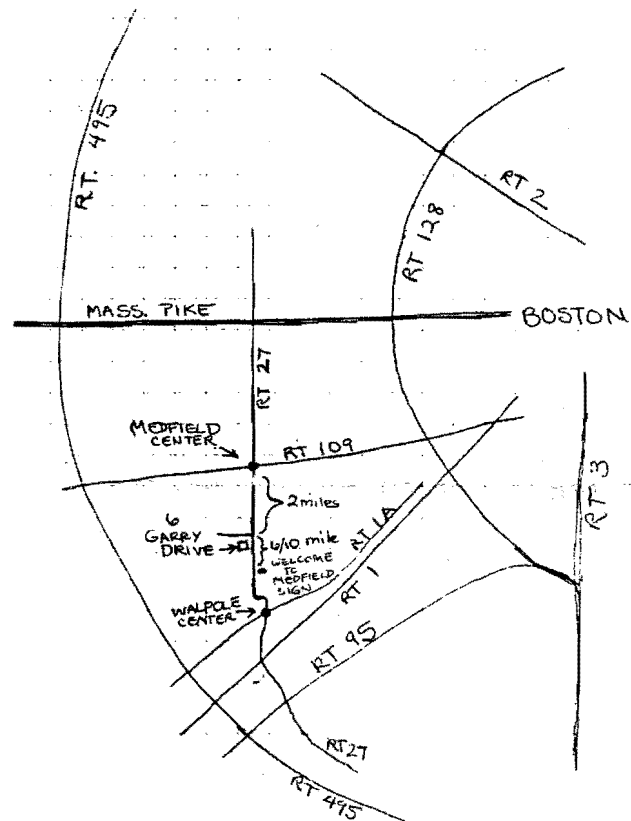 RT. 495
RT 2
RT 128
MASS. PIKE
BOSTON
RT 27
MEDFIELD
CENTER
RT 109
RT 3
2 miles
6
GARRY
DRIVE
6/10 mile
WELCOME
TO
MEDFIELD
SIGN
RT 1A
RT 1
WALPOLE
CENTER
RT 95
RT 27
RT 495